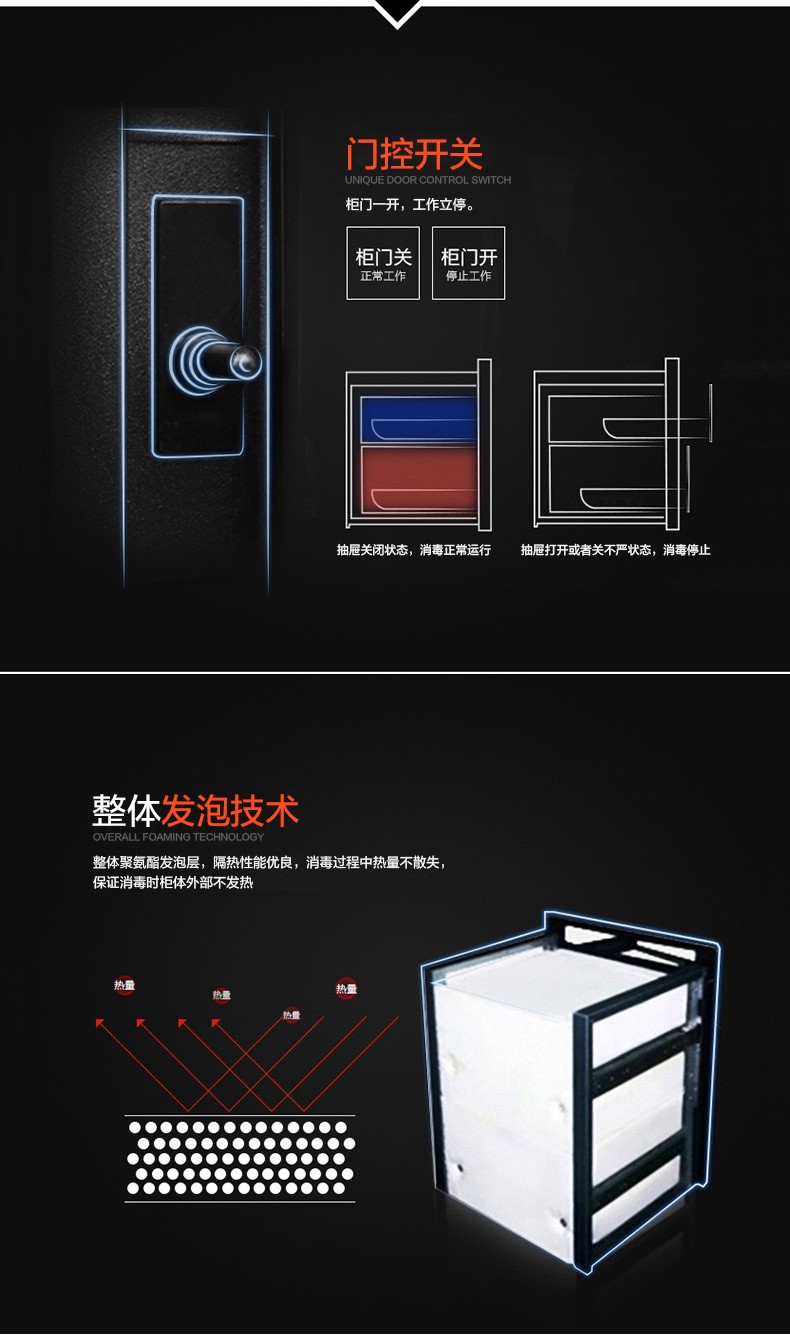 门控开关
UNIQUE DOOR CONTROL SWITCH
柜门一开，工作立停。
柜门关
正常工作
柜门开
停止工作
抽屉关闭状态，消毒正常运行
抽屉打开或者关不严状态，消毒停止
整体发泡技术
OVERALL FOAMING TECHNOLOGY
整体聚氨酯发泡层，隔热性能优良，消毒过程中热量不散失，
保证消毒时柜体外部不发热
热量
热量
热量
热量